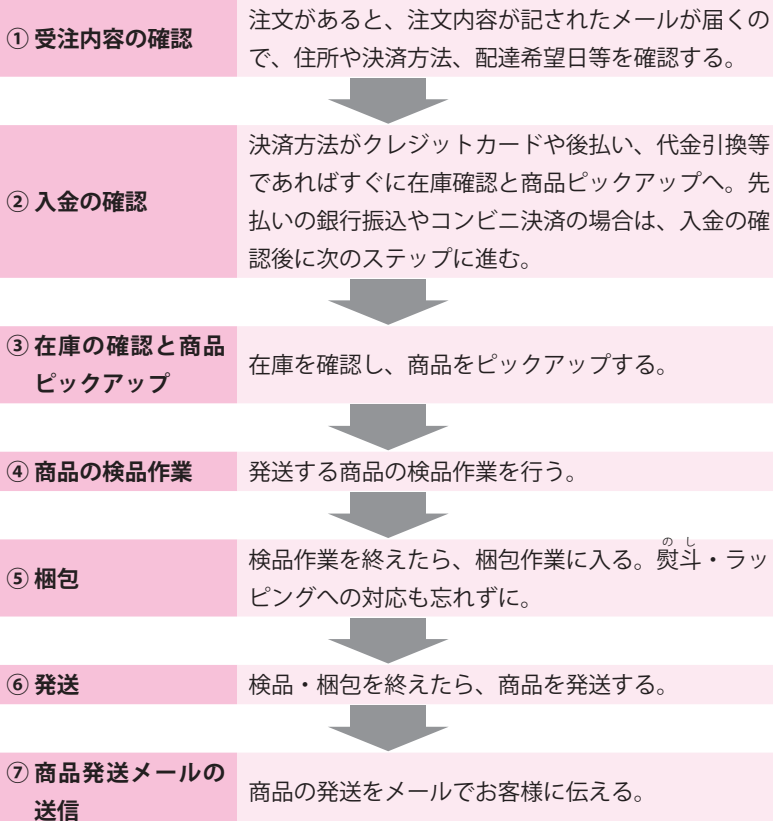 ① 受注内容の確認
注文があると、注文内容が記されたメールが届くの
で、住所や決済方法、配達希望日等を確認する。
② 入金の確認
決済方法がクレジットカードや後払い、代金引換等
であればすぐに在庫確認と商品ピックアップへ。先
払いの銀行振込やコンビニ決済の場合は、入金の確
認後に次のステップに進む。
③ 在庫の確認と商品
ピックアップ
在庫を確認し、商品をピックアップする。
④ 商品の検品作業
発送する商品の検品作業を行う。
⑤ 梱包
のし
検品作業を終えたら、梱包作業に入る。熨斗・ラッ
ピングへの対応も忘れずに。
⑥ 発送
検品・梱包を終えたら、商品を発送する。
⑦ 商品発送メールの
送信
商品の発送をメールでお客様に伝える。